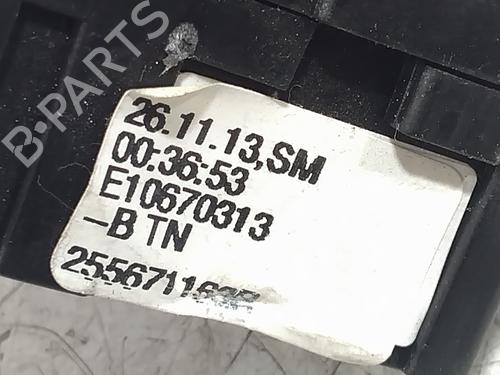 B-PARTS
26.11.13,SM
00:36:53
E10670313
-B TN